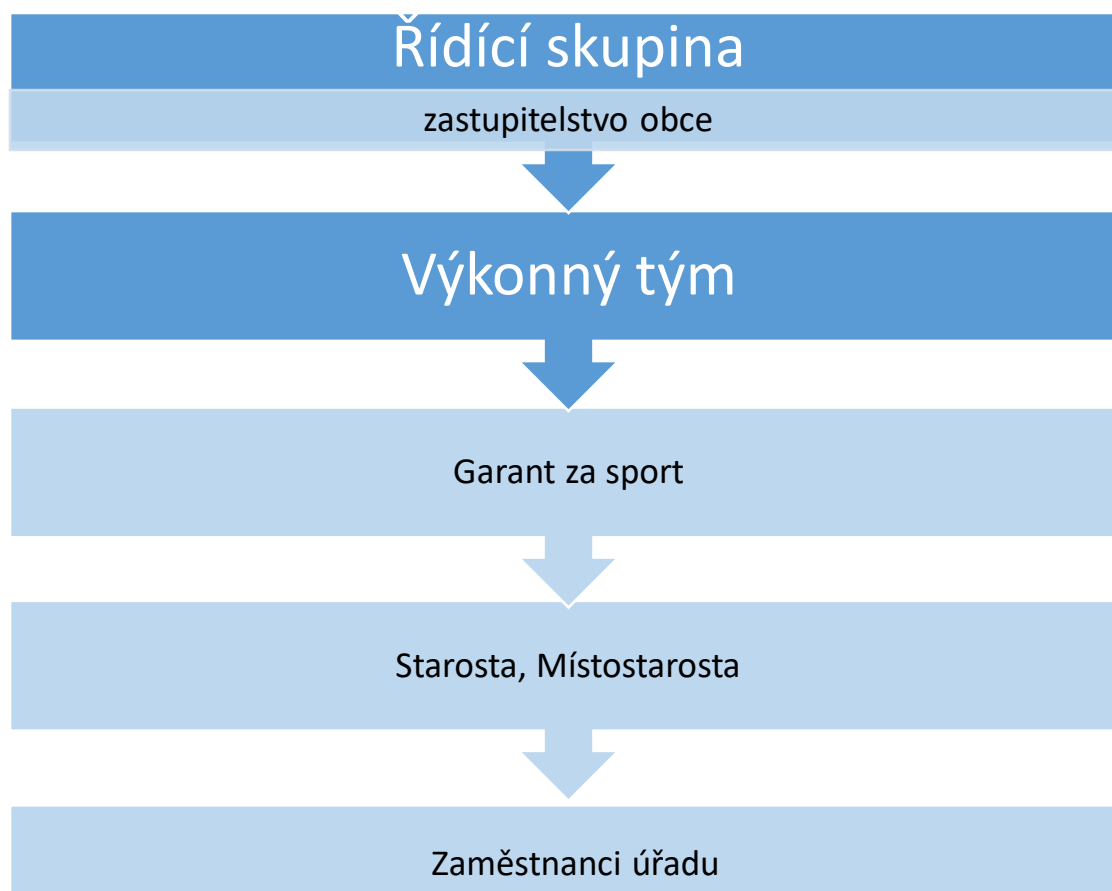 Řídící skupina
zastupitelstvo obce
Výkonný tým
Garant za sport
Starosta, Místostarosta
Zaměstnanci úřadu